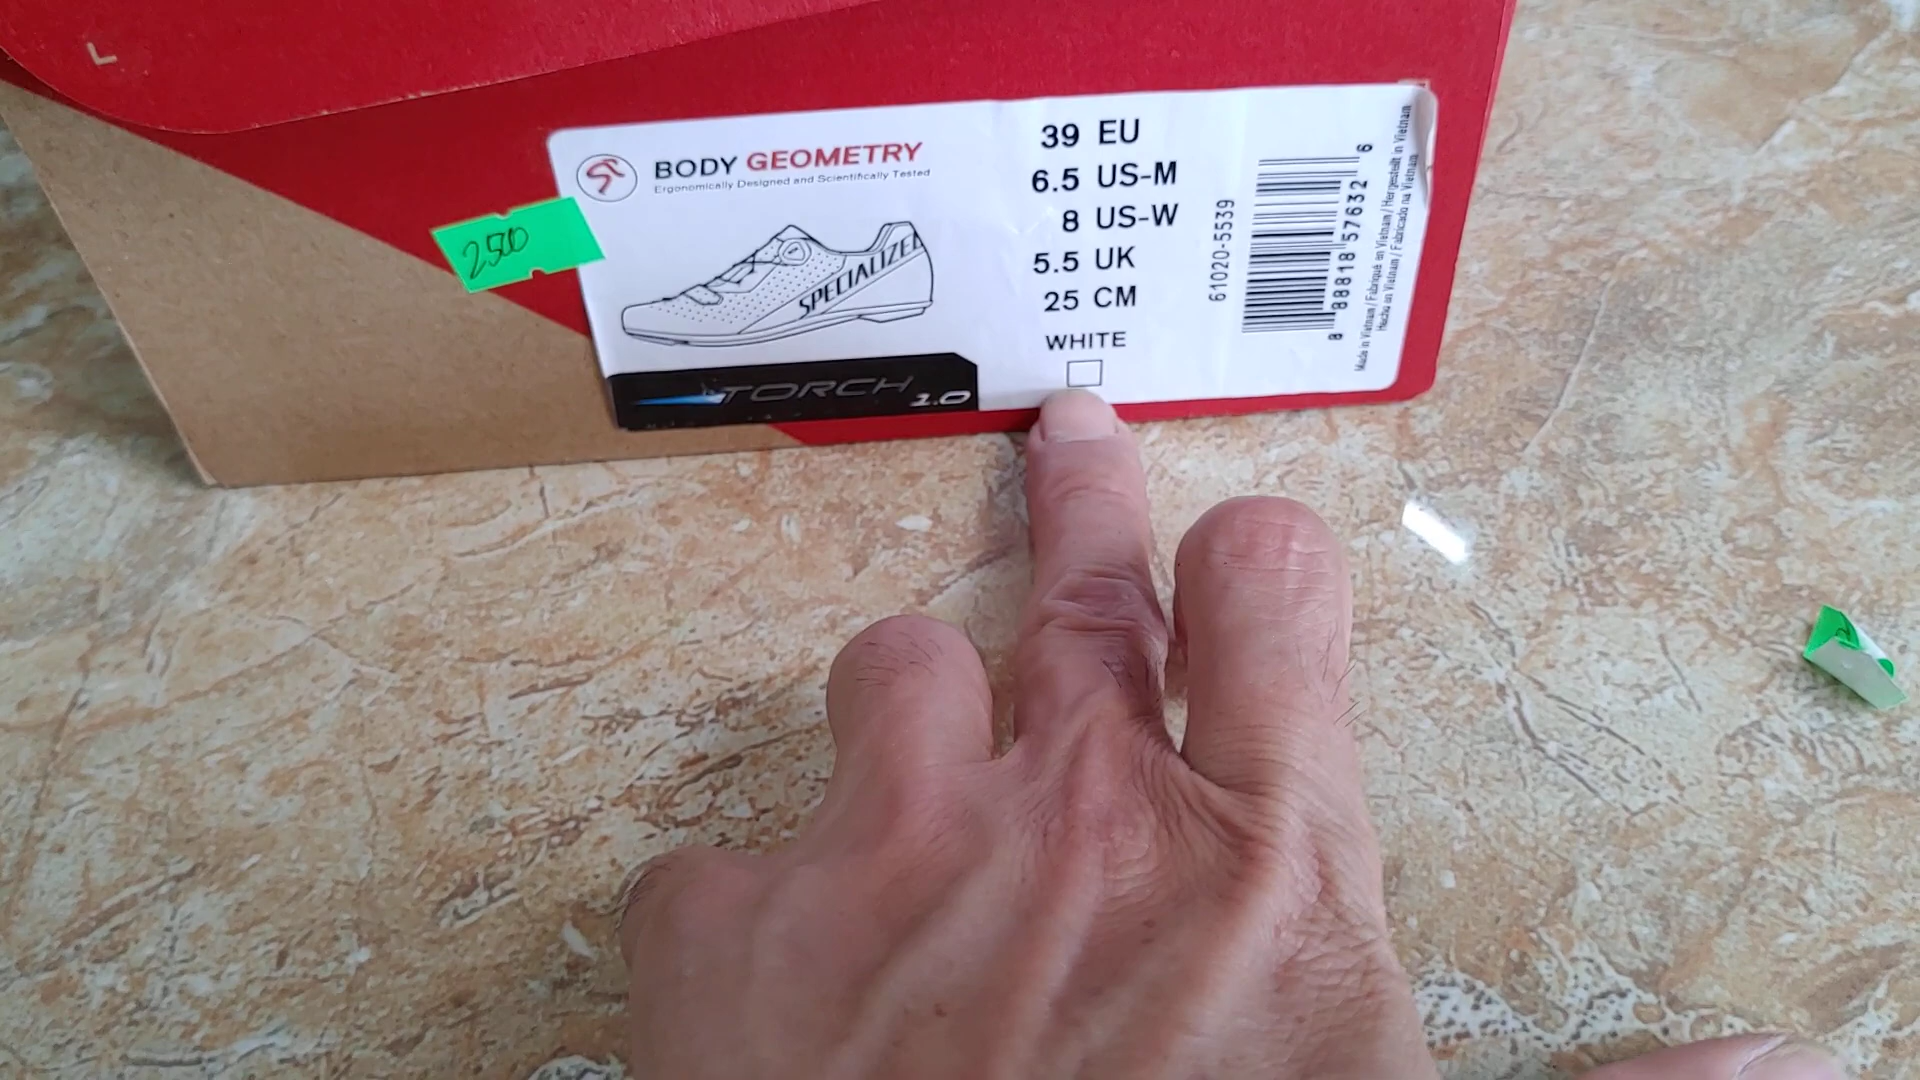 L
BODY GEOMETRY
Ergonomically Designed and Scientifically Tested
2500
SPECIALIZED
TORCH 1.0
39 EU
6.5 US-M
8 US-W
5.5 UK
25 CM
WHITE
61020-5539
8 88818 57632 6
Made in Vietnam / Fabriqué en Vietnam / Hergestellt in Vietnam
Hecho en Vietnam / Fabricado na Vietnam